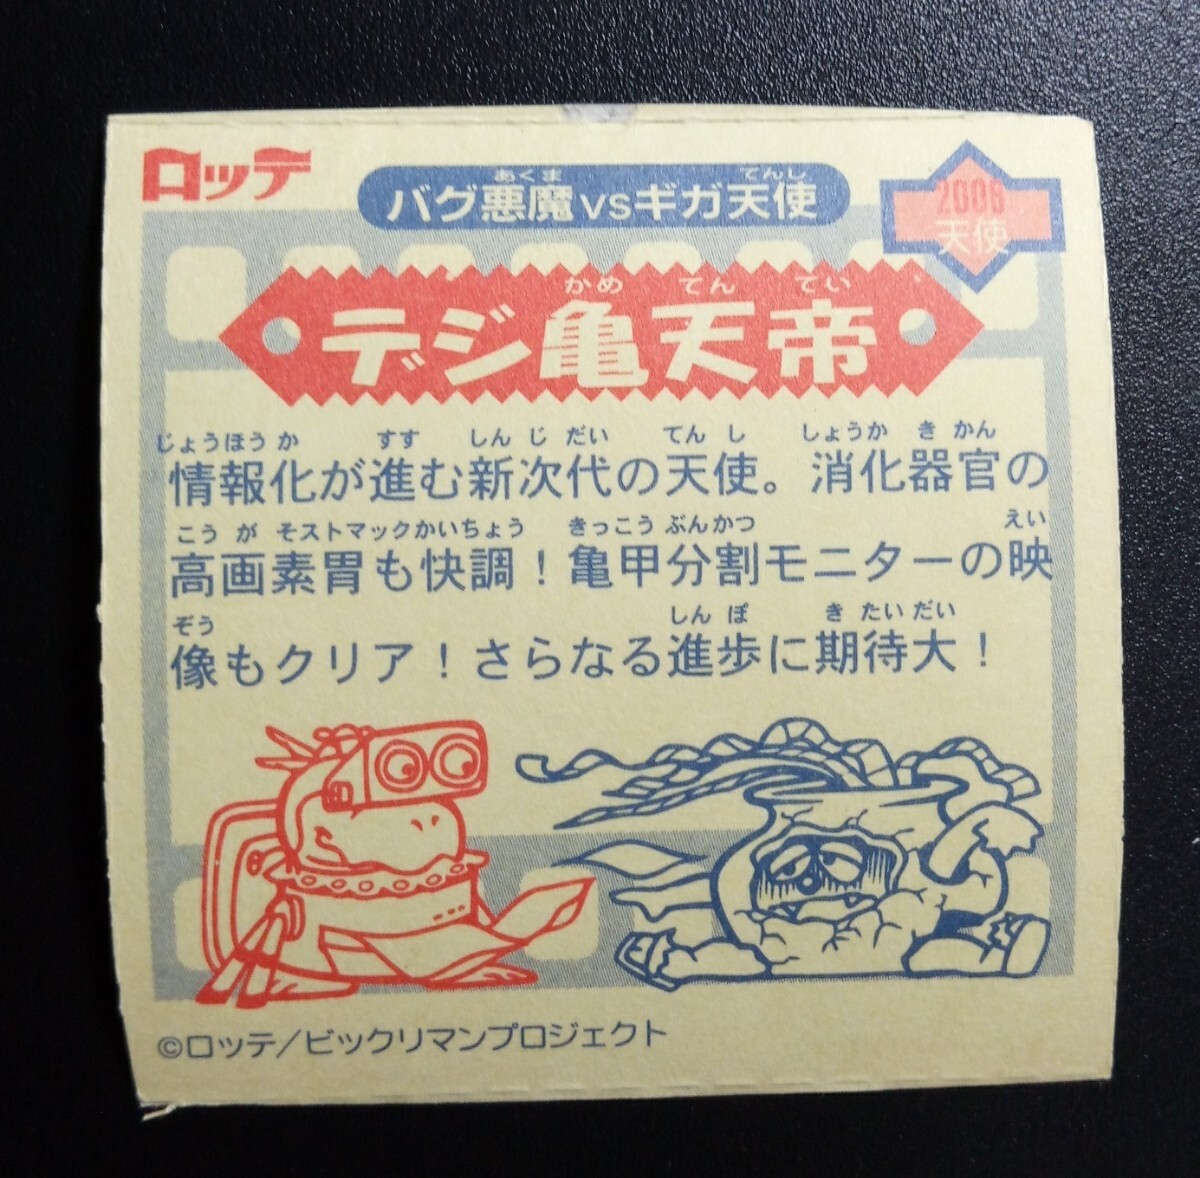 ロッテ
あくま てんし
バグ悪魔vsギガ天使
2006
天使
かめ てん てい
デジ亀天帝
じょうほうか すす しんじだい てんし しょうかきかん
情報化が進む新次代の天使。消化器官の
こうがそストマックかいちょう きっこうぶんかつ えい
高画素胃も快調！亀甲分割モニターの映
ぞう しんぽ きたいだい
像もクリア！さらなる進歩に期待大！
©ロッテ/ビックリマンプロジェクト